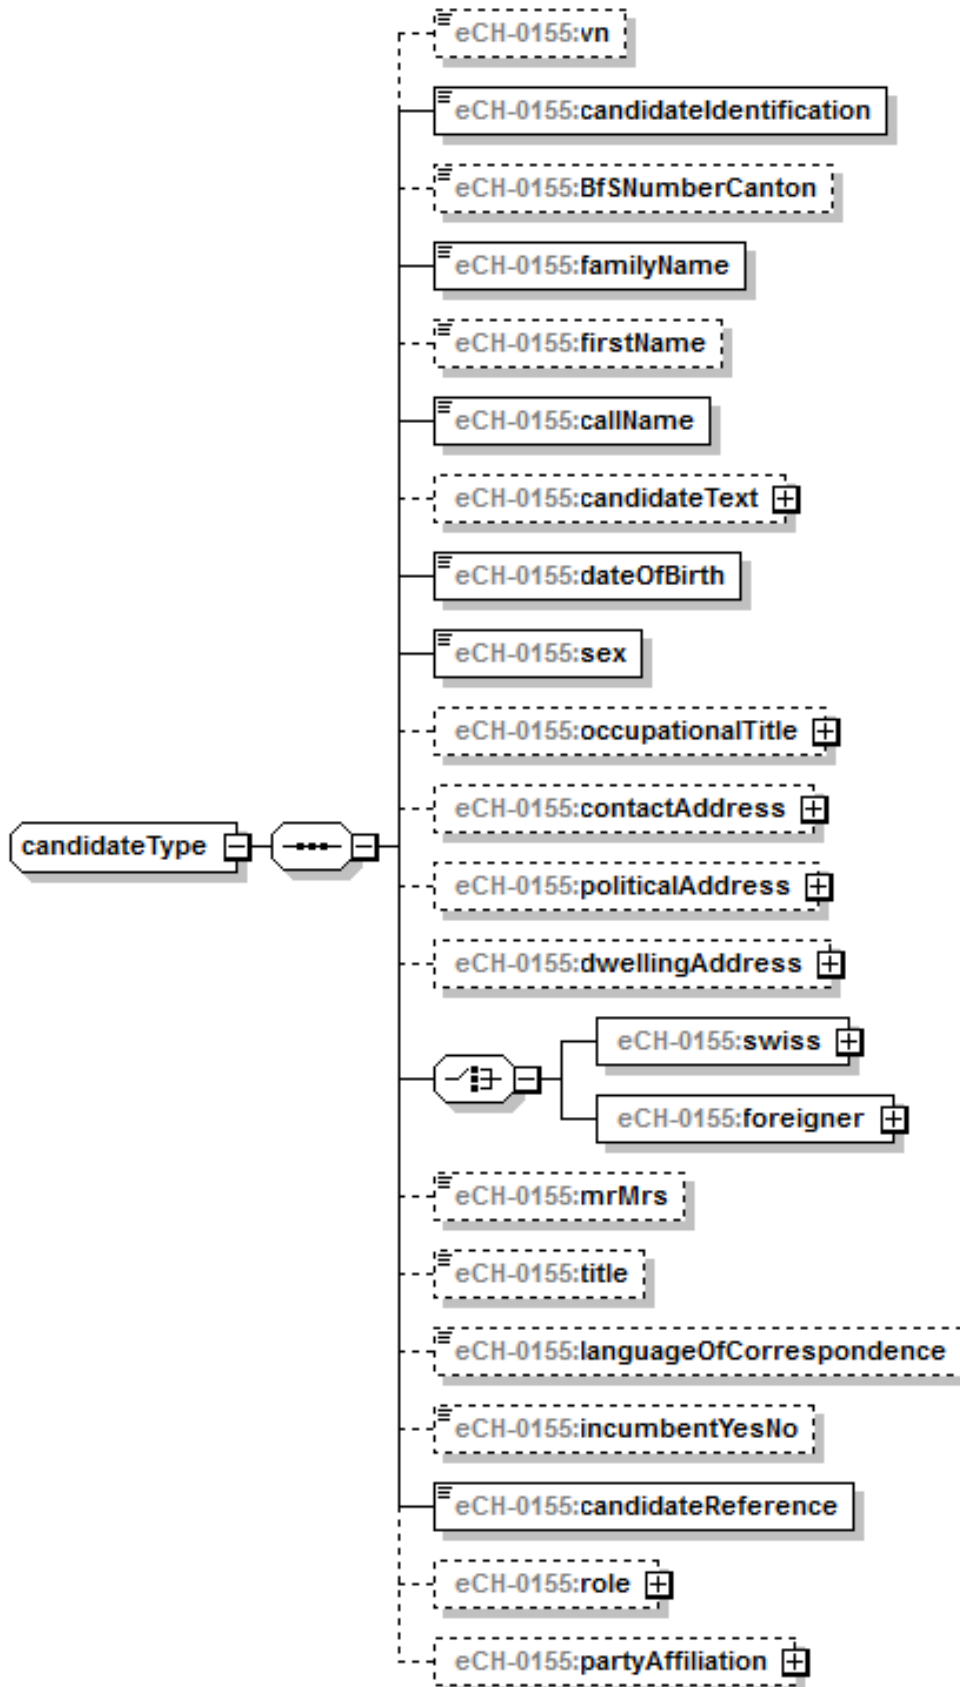 eCH-0155:vn
eCH-0155:candidateIdentification
eCH-0155:BfSNumberCanton
eCH-0155:familyName
eCH-0155:firstName
eCH-0155:callName
eCH-0155:candidateText
eCH-0155:dateOfBirth
eCH-0155:sex
eCH-0155:occupationalTitle
eCH-0155:contactAddress
candidateType
eCH-0155:politicalAddress
eCH-0155:dwellingAddress
eCH-0155:swiss
eCH-0155:foreigner
eCH-0155:mrMrs
eCH-0155:title
eCH-0155:languageOfCorrespondence
eCH-0155:incumbentYesNo
eCH-0155:candidateReference
eCH-0155:role
eCH-0155:partyAffiliation